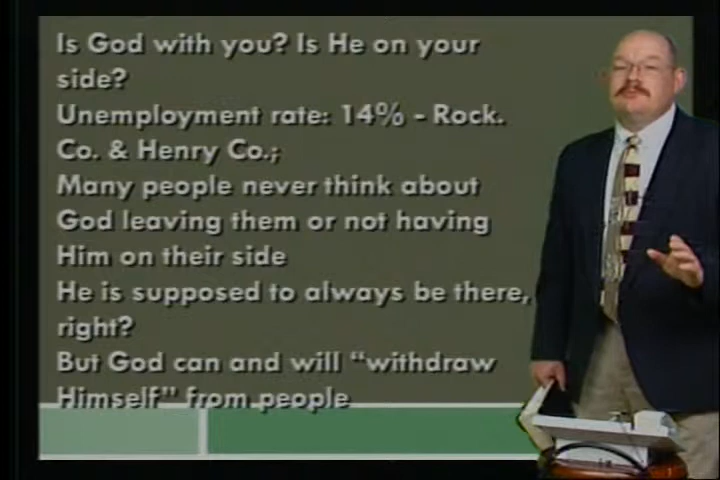 Is God with you? Is He on your
side?
Unemployment rate: 14% - Rock.
Co. & Henry Co.;
Many people never think about
God leaving them or not having
Him on their side
He is supposed to always be there,
right?
But God can and will “withdraw
Himself” from people